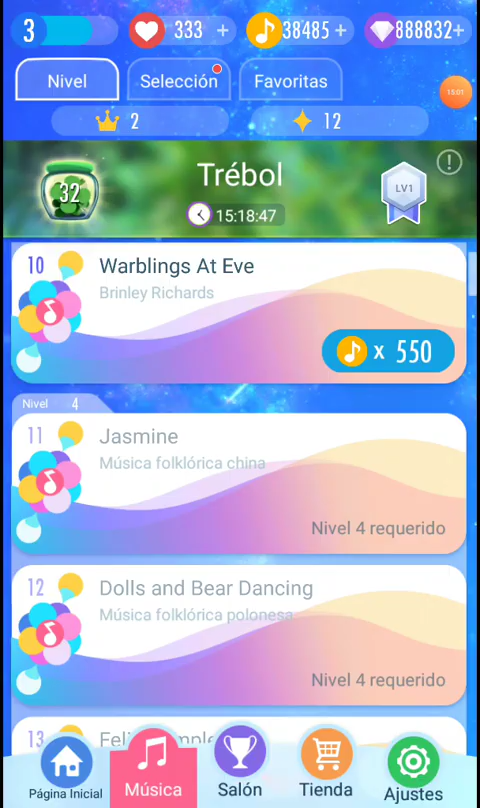 3
333 +
38485 +
888832+
Nivel
Selección
Favoritas
15:01
2
12
32
Trébol
15:18:47
LV1
!
10
Warblings At Eve
Brinley Richards
x 550
Nivel 4
11
Jasmine
Música folklórica china
Nivel 4 requerido
12
Dolls and Bear Dancing
Música folklórica polonesa
Nivel 4 requerido
13
Página Inicial
Música
Salón
Tienda
Ajustes